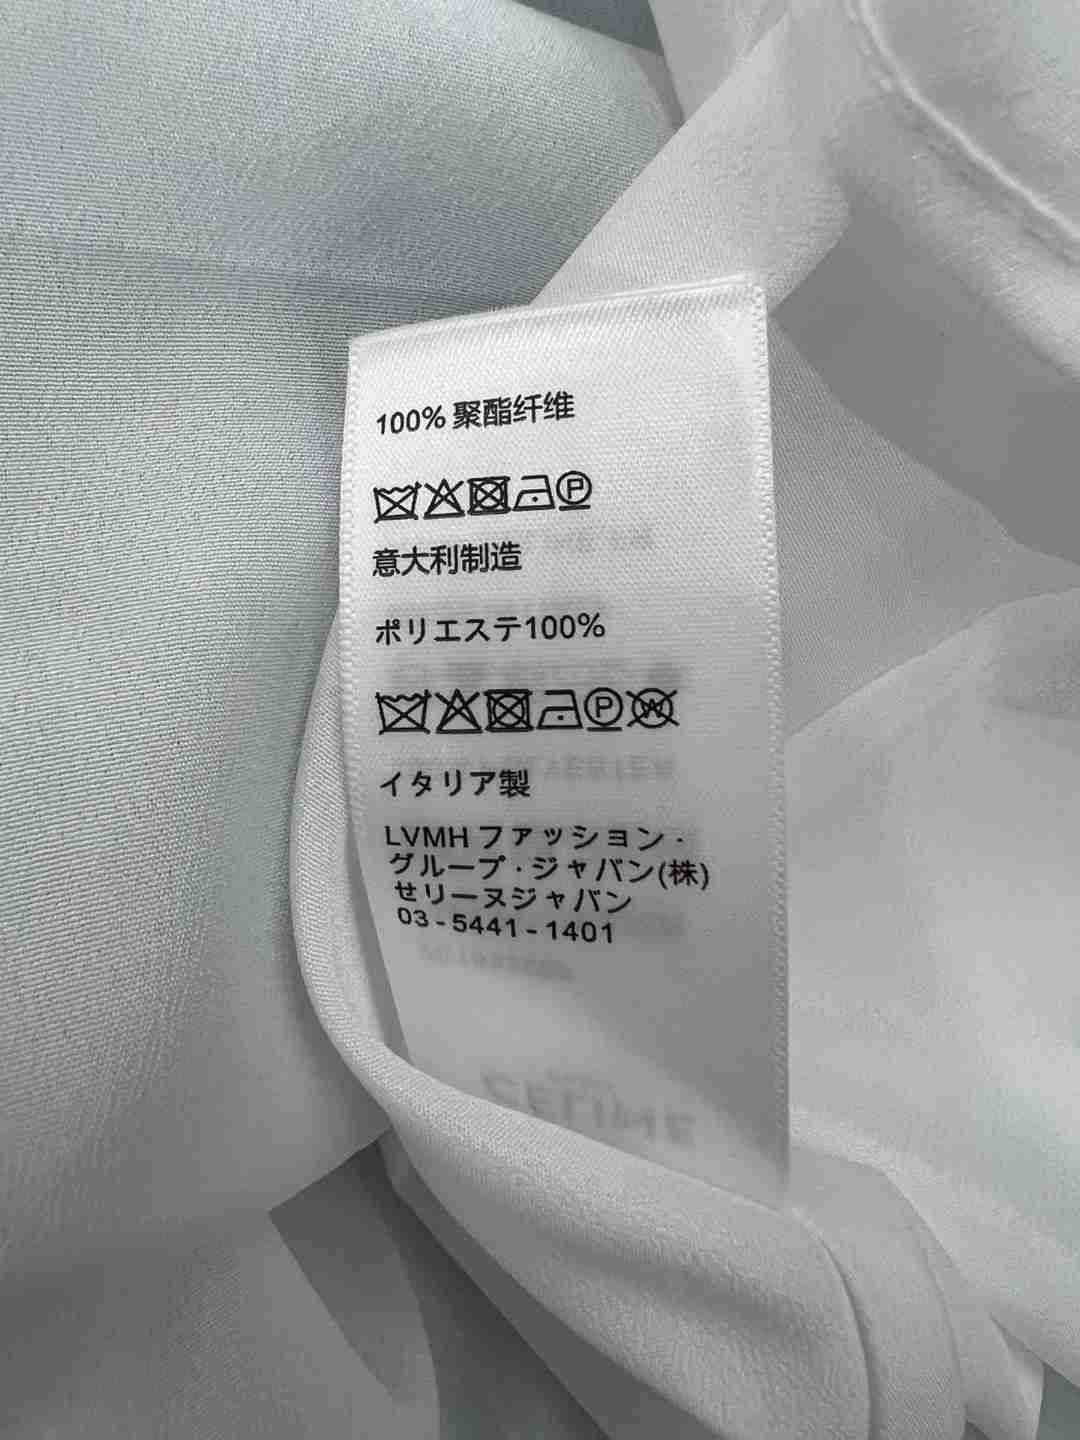 100% 聚酯纤维
意大利制造
ポリエステ100%
P
W
イタリア製
LVMH ファッション・
グループ・ジャパン(株)
せリーヌジャパン
03-5441-1401
CELINE